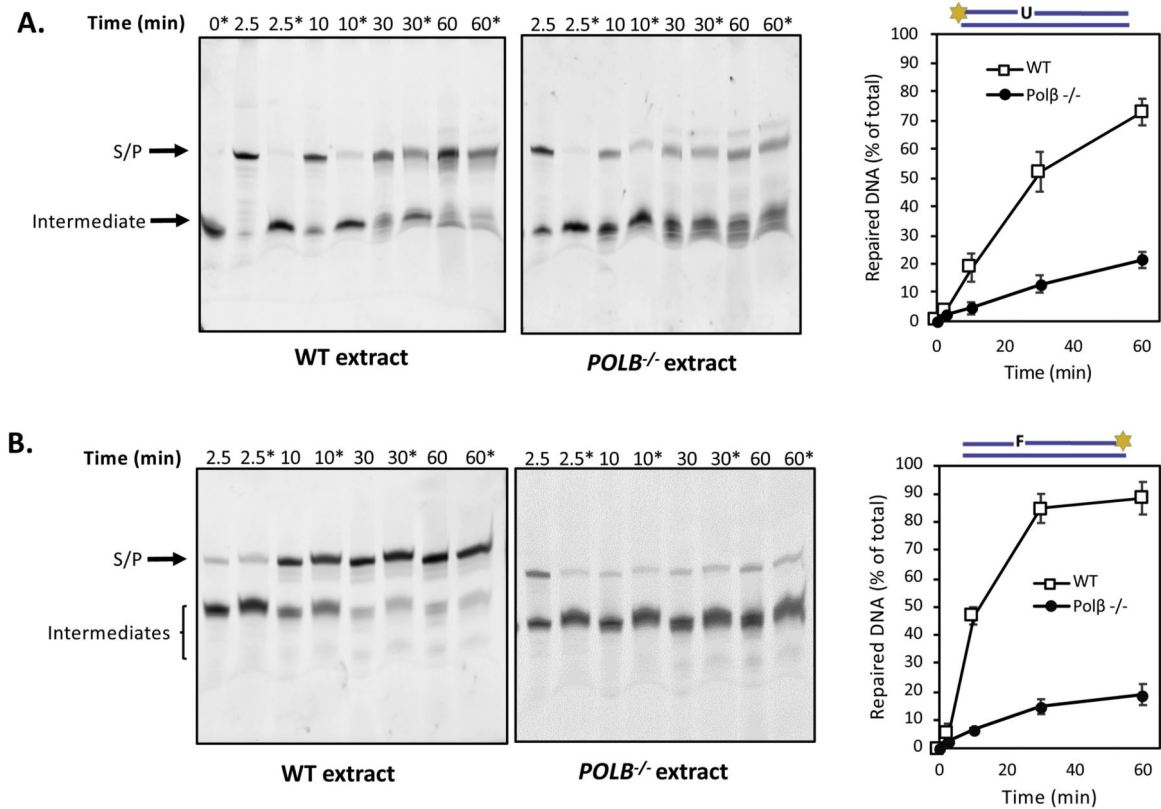 A.
Time (min) 0* 2.5 2.5* 10 10* 30 30* 60 60*
2.5 2.5* 10 10* 30 30* 60 60*
S/P
Intermediate
WT extract
POLB-/- extract
U
Repaired DNA (% of total)
100
90
80
70
60
50
40
30
20
10
0
WT
Polβ -/-
0 20 40 60
Time (min)
B.
Time (min) 2.5 2.5* 10 10* 30 30* 60 60*
2.5 2.5* 10 10* 30 30* 60 60*
S/P
Intermediates
WT extract
POLB-/- extract
F
Repaired DNA (% of total)
100
90
80
70
60
50
40
30
20
10
0
WT
Polβ -/-
0 20 40 60
Time (min)